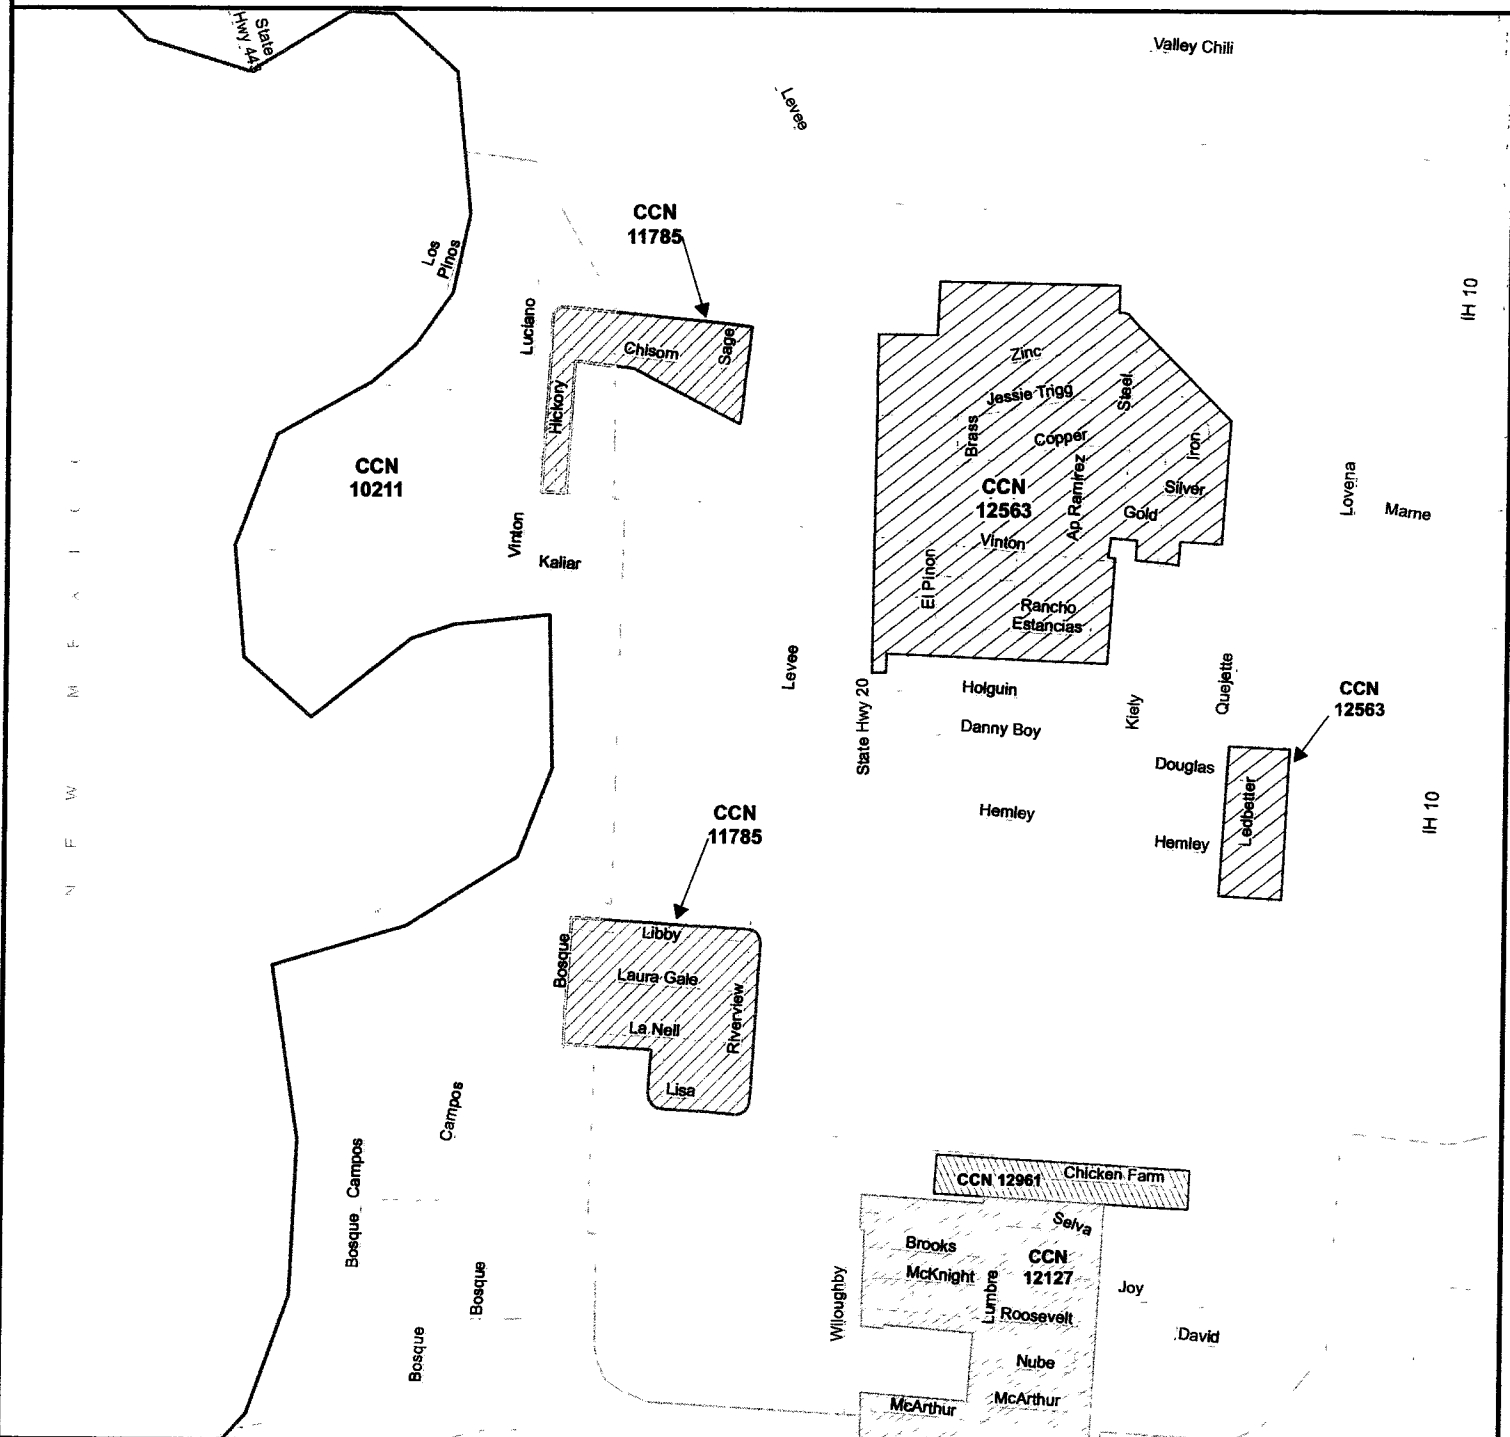 State
Hwy 44
Valley Chili
Levee
CCN
11785
Los
Pinos
IH 10
Luciano
Chisom
Sage
Hickory
Zinc
Jessie Trigg
Steel
Brass
Copper
Iron
Ap Ramirez
CCN
10211
CCN
12563
Silver
Gold
Lovena
Marne
Vinton
Vinton
Kaliar
El Pinon
Rancho
Estancias
NEW MEXICO
Levee
State Hwy 20
Holguin
Danny Boy
Kiely
Quejette
CCN
12563
Douglas
Hemley
Hemley
Ledbetter
IH 10
CCN
11785
Libby
Bosque
Laura Gale
La Nell
Riverview
Lisa
Campos
Campos
Bosque
Bosque
Bosque
CCN 12961
Chicken Farm
Selva
Brooks
CCN
12127
McKnight
Lumbre
Joy
Wiloughby
Roosevelt
David
Nube
McArthur
McArthur